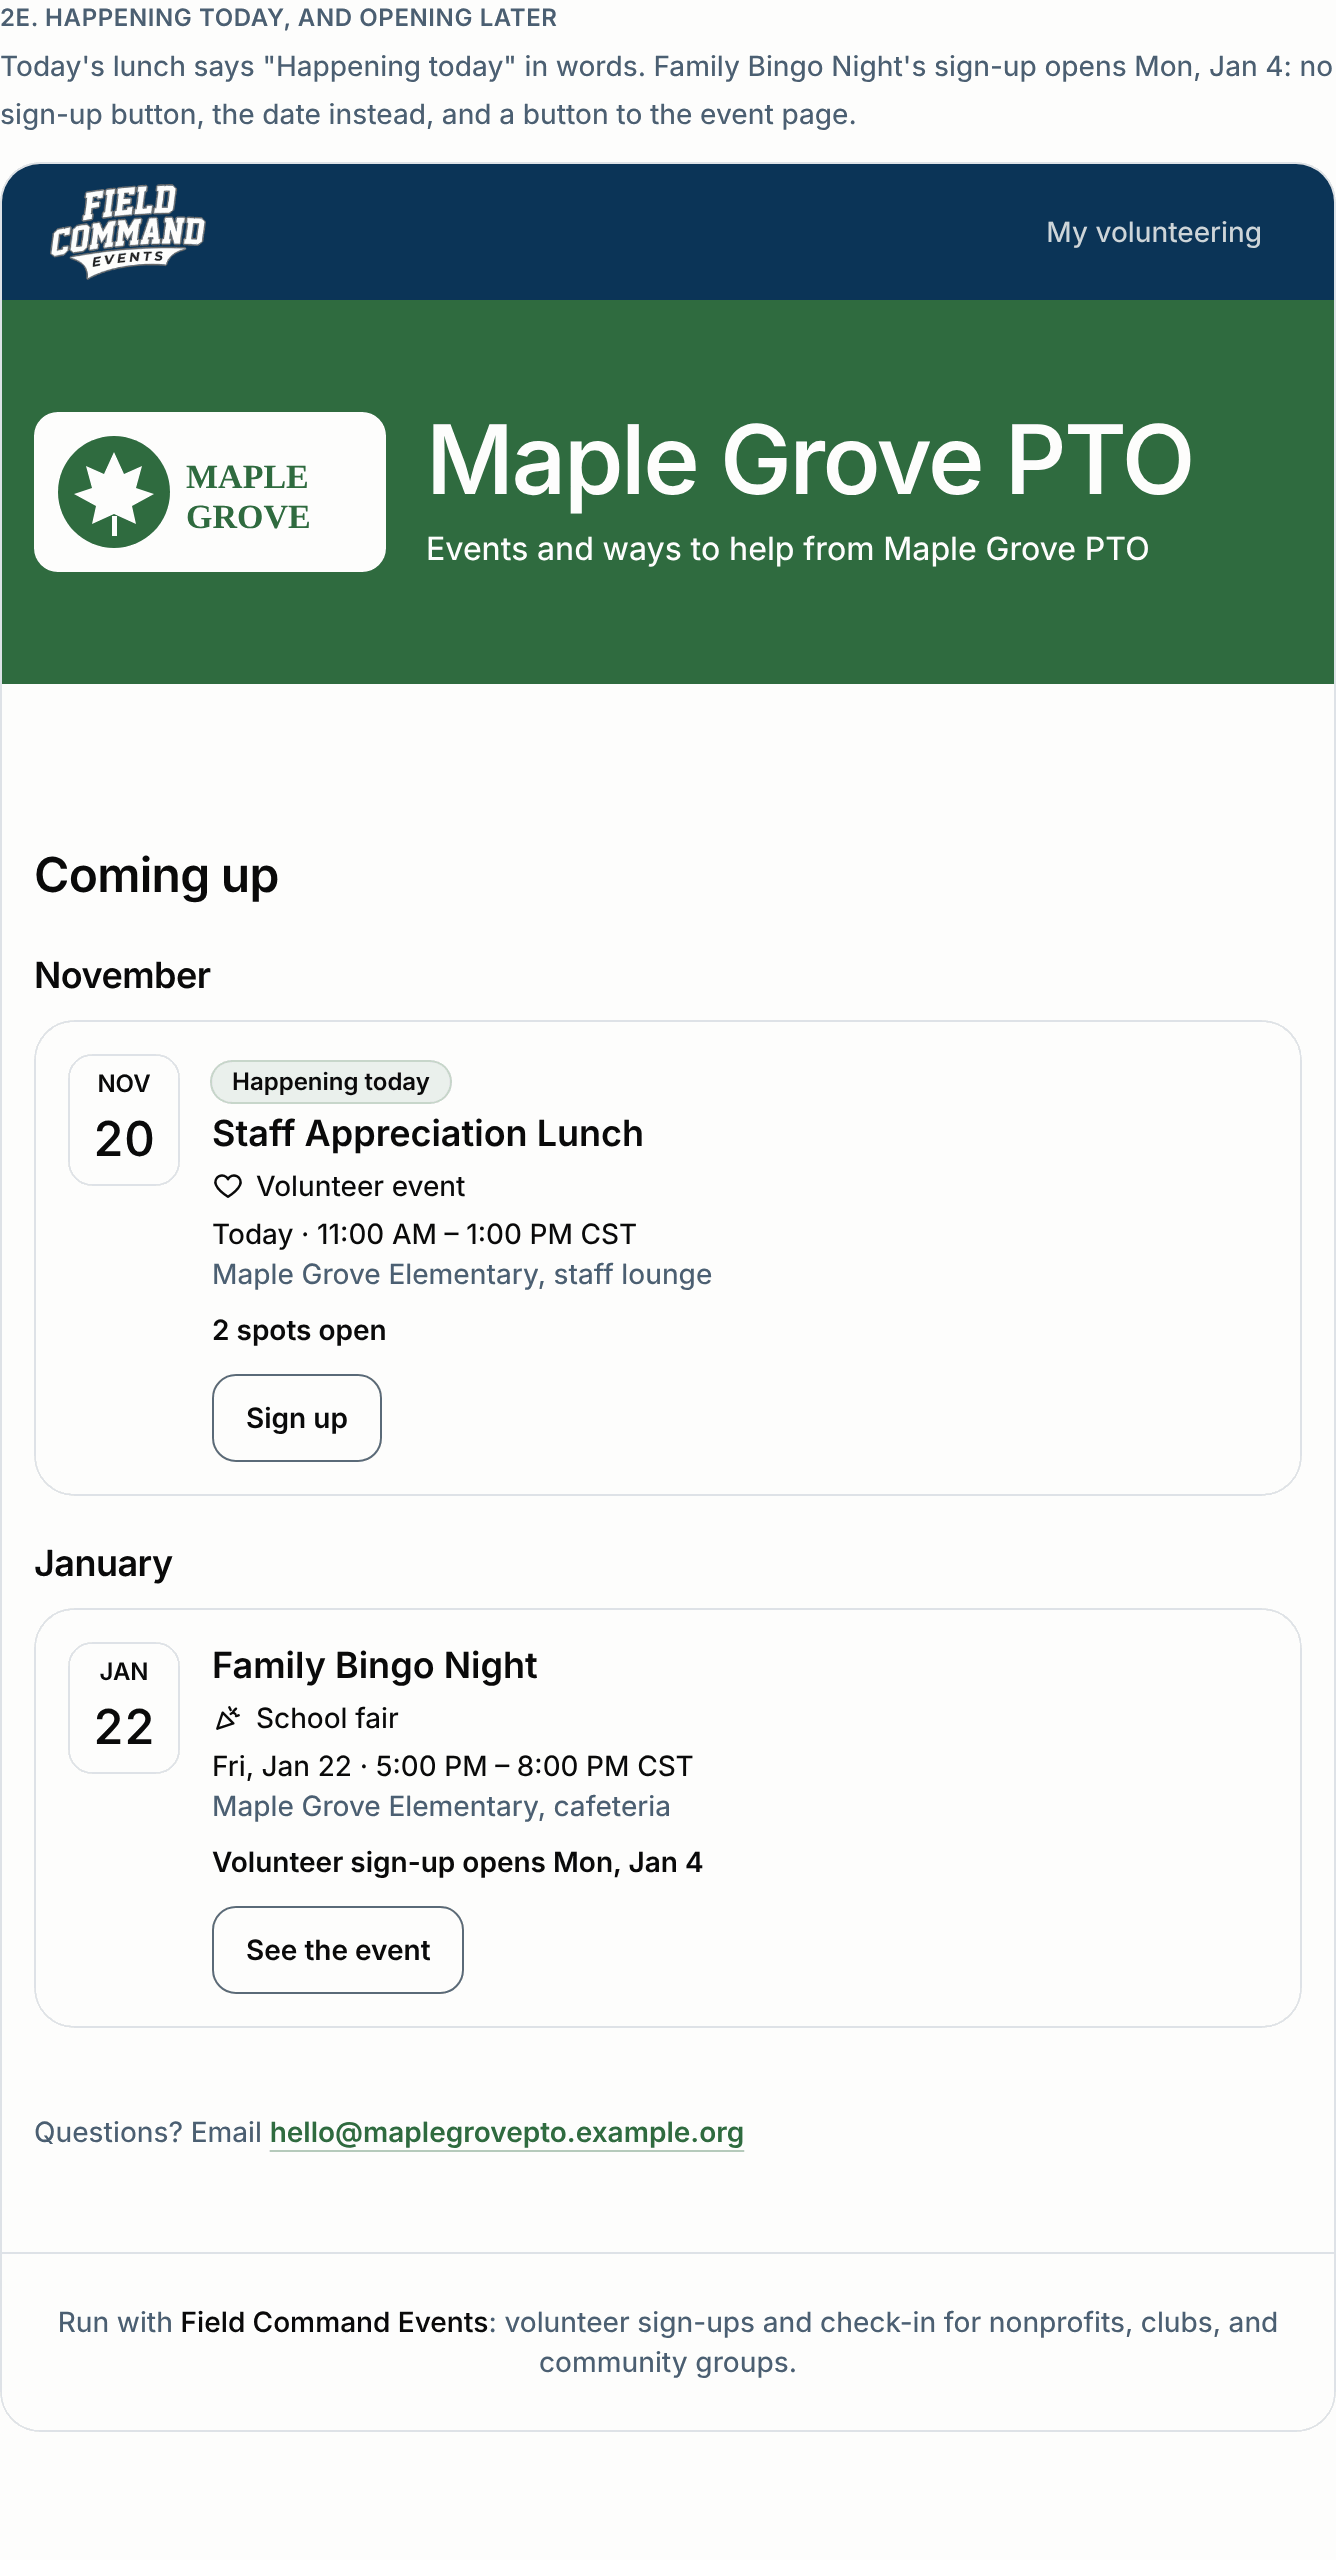 2E. HAPPENING TODAY, AND OPENING LATER
Today's lunch says "Happening today" in words. Family Bingo Night's sign-up opens Mon, Jan 4: no
sign-up button, the date instead, and a button to the event page.
FIELD
COMMAND
EVENTS
My volunteering
MAPLE
GROVE
Maple Grove PTO
Events and ways to help from Maple Grove PTO
Coming up
November
NOV
20
Happening today
Staff Appreciation Lunch
Volunteer event
Today · 11:00 AM – 1:00 PM CST
Maple Grove Elementary, staff lounge
2 spots open
Sign up
January
JAN
22
Family Bingo Night
School fair
Fri, Jan 22 · 5:00 PM – 8:00 PM CST
Maple Grove Elementary, cafeteria
Volunteer sign-up opens Mon, Jan 4
See the event
Questions? Email hello@maplegrovepto.example.org
Run with Field Command Events: volunteer sign-ups and check-in for nonprofits, clubs, and
community groups.